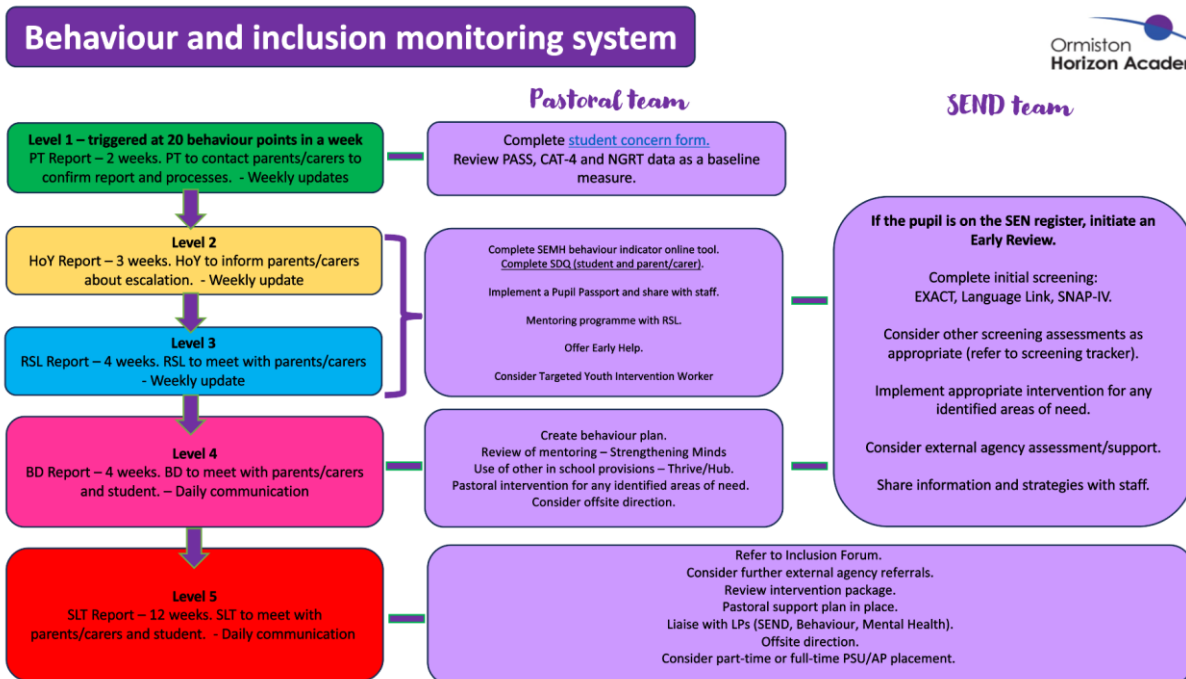 Behaviour and inclusion monitoring system
Ormiston
Horizon Academ
Pastoral team
SEND team
Level 1 – triggered at 20 behaviour points in a week
PT Report – 2 weeks. PT to contact parents/carers to
confirm report and processes. - Weekly updates
Complete student concern form.
Review PASS, CAT-4 and NGRT data as a baseline
measure.
Level 2
HoY Report – 3 weeks. HoY to inform parents/carers
about escalation. - Weekly update
Level 3
RSL Report – 4 weeks. RSL to meet with parents/carers
- Weekly update
Complete SEMH behaviour indicator online tool.
Complete SDQ (student and parent/carer).
Implement a Pupil Passport and share with staff.
Mentoring programme with RSL.
Offer Early Help.
Consider Targeted Youth Intervention Worker
If the pupil is on the SEN register, initiate an
Early Review.
Complete initial screening:
EXACT, Language Link, SNAP-IV.
Consider other screening assessments as
appropriate (refer to screening tracker).
Implement appropriate intervention for any
identified areas of need.
Consider external agency assessment/support.
Share information and strategies with staff.
Level 4
BD Report – 4 weeks. BD to meet with parents/carers
and student. – Daily communication
Create behaviour plan.
Review of mentoring – Strengthening Minds
Use of other in school provisions – Thrive/Hub.
Pastoral intervention for any identified areas of need.
Consider offsite direction.
Level 5
SLT Report – 12 weeks. SLT to meet with
parents/carers and student. - Daily communication
Refer to Inclusion Forum.
Consider further external agency referrals.
Review intervention package.
Pastoral support plan in place.
Liaise with LPs (SEND, Behaviour, Mental Health).
Offsite direction.
Consider part-time or full-time PSU/AP placement.